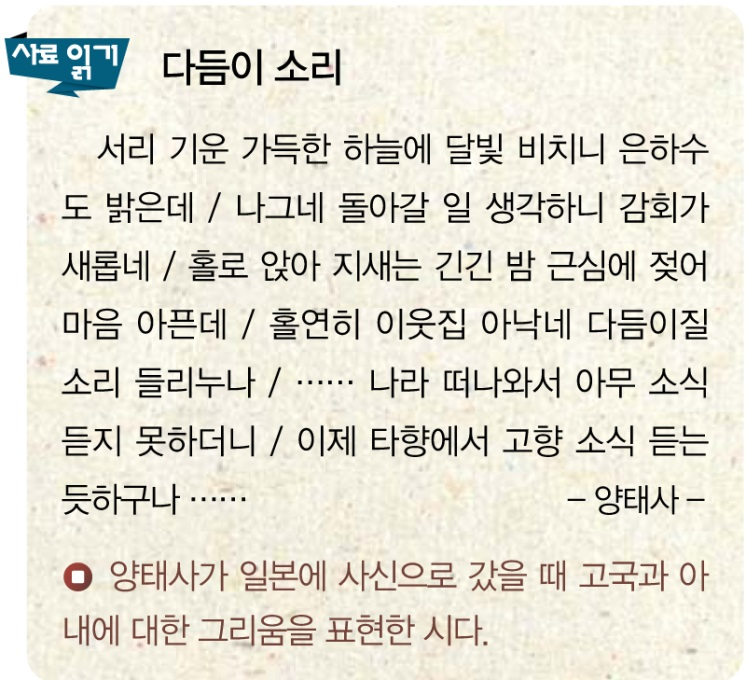 사료 읽기
다듬이 소리
서리 기운 가득한 하늘에 달빛 비치니 은하수
도 밝은데 / 나그네 돌아갈 일 생각하니 감회가
새롭네 / 홀로 앉아 지새는 긴긴 밤 근심에 젖어
마음 아픈데 / 홀연히 이웃집 아낙네 다듬이질
소리 들리누나 / …… 나라 떠나와서 아무 소식
듣지 못하더니 / 이제 타향에서 고향 소식 듣는
듯하구나 …… – 양태사 –
양태사가 일본에 사신으로 갔을 때 고국과 아
내에 대한 그리움을 표현한 시다.